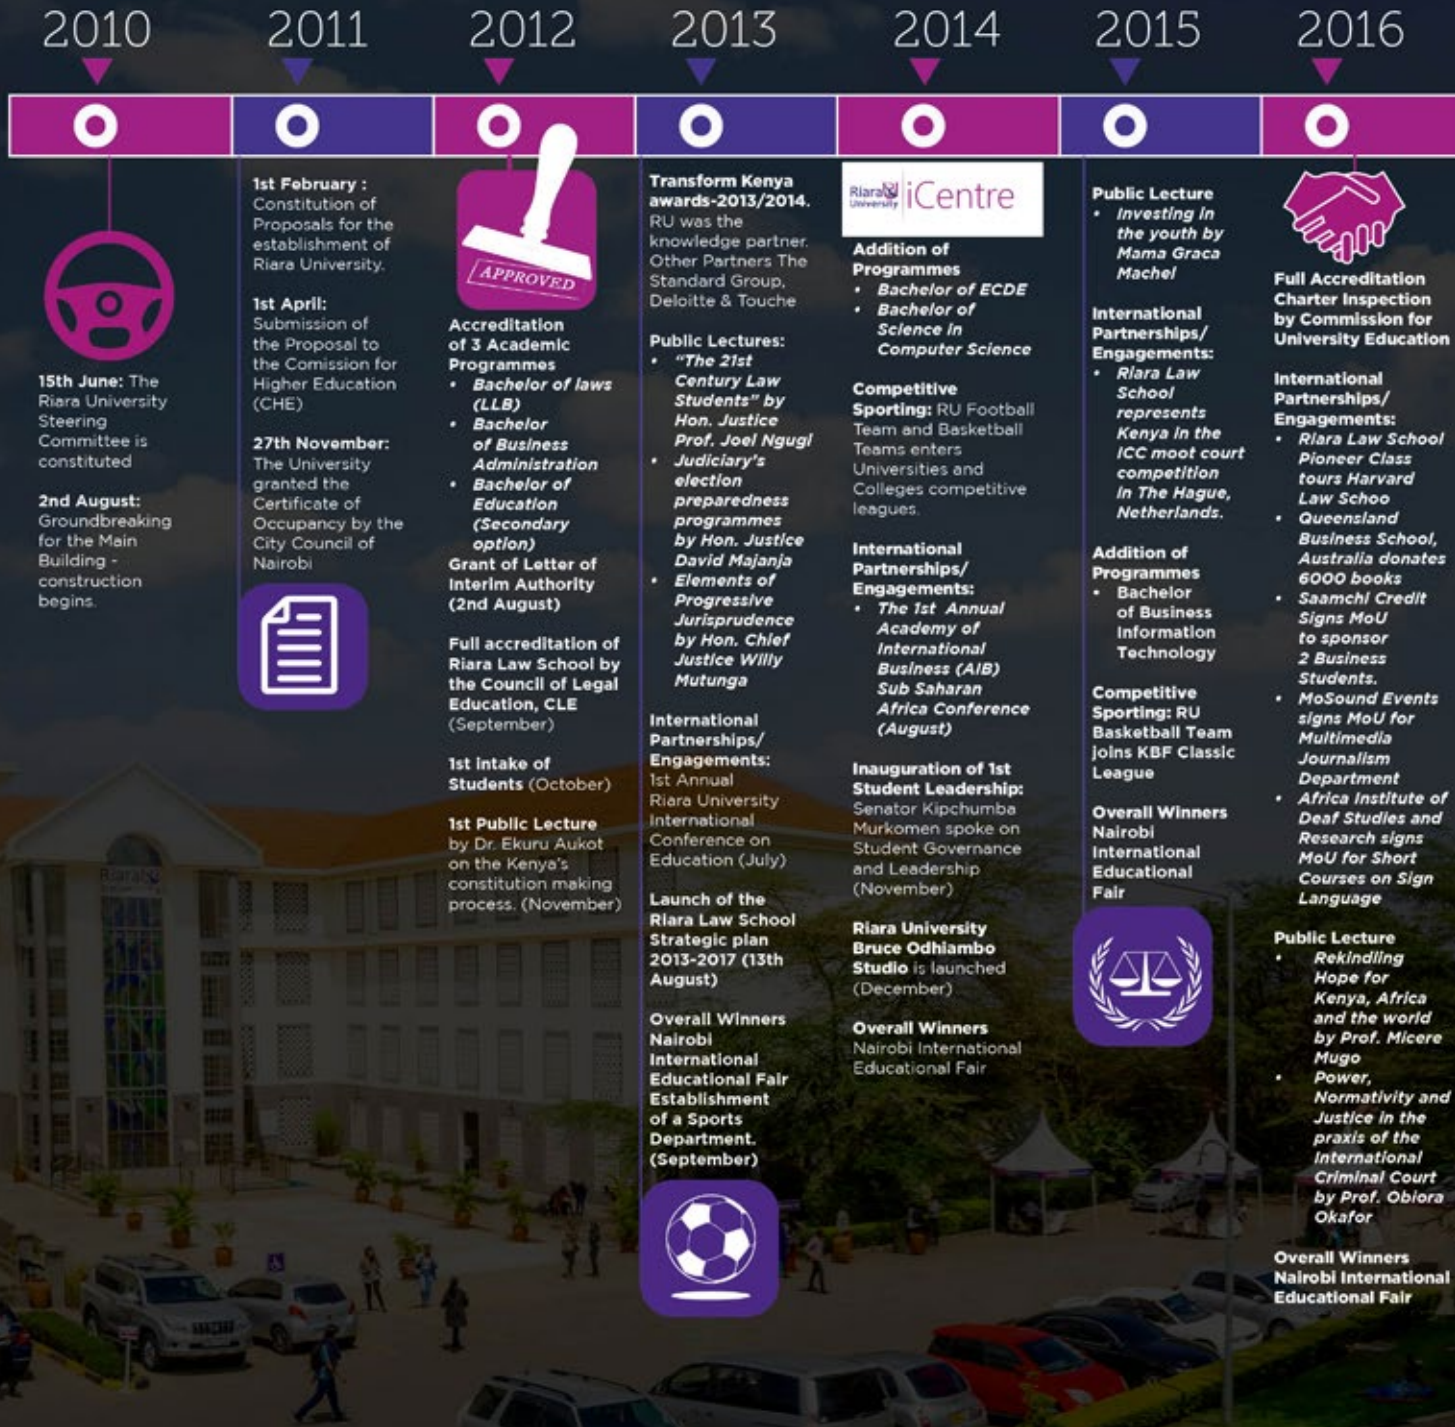 2010
2011
2012
2013
2014
2015
2016
15th June: The
Riara University
Steering
Committee is
constituted
2nd August:
Groundbreaking
for the Main
Building -
construction
begins.
1st February :
Constitution of
Proposals for the
establishment of
Riara University.
1st April:
Submission of
the Proposal to
the Comission for
Higher Education
(CHE)
27th November:
The University
granted the
Certificate of
Occupancy by the
City Council of
Nairobi
APPROVED
Accreditation
of 3 Academic
Programmes
• Bachelor of laws
(LLB)
• Bachelor
of Business
Administration
• Bachelor of
Education
(Secondary
option)
Grant of Letter of
Interim Authority
(2nd August)
Full accreditation of
Riara Law School by
the Council of Legal
Education, CLE
(September)
1st intake of
Students (October)
1st Public Lecture
by Dr. Ekuru Aukot
on the Kenya's
constitution making
process. (November)
Transform Kenya
awards-2013/2014.
RU was the
knowledge partner.
Other Partners The
Standard Group,
Deloitte & Touche
Public Lectures:
• "The 21st
Century Law
Students" by
Hon. Justice
Prof. Joel Ngugi
• Judiciary's
election
preparedness
programmes
by Hon. Justice
David Majanja
• Elements of
Progressive
Jurisprudence
by Hon. Chief
Justice Willy
Mutunga
International
Partnerships/
Engagements:
1st Annual
Riara University
International
Conference on
Education (July)
Launch of the
Riara Law School
Strategic plan
2013-2017 (13th
August)
Overall Winners
Nairobi
International
Educational Fair
Establishment
of a Sports
Department.
(September)
Riara University iCentre
Addition of
Programmes
• Bachelor of ECDE
• Bachelor of
Science in
Computer Science
Competitive
Sporting: RU Football
Team and Basketball
Teams enters
Universities and
Colleges competitive
leagues.
International
Partnerships/
Engagements:
• The 1st Annual
Academy of
International
Business (AIB)
Sub Saharan
Africa Conference
(August)
Inauguration of 1st
Student Leadership:
Senator Kipchumba
Murkomen spoke on
Student Governance
and Leadership
(November)
Riara University
Bruce Odhiambo
Studio is launched
(December)
Overall Winners
Nairobi International
Educational Fair
Public Lecture
• Investing in
the youth by
Mama Graca
Machel
International
Partnerships/
Engagements:
• Riara Law
School
represents
Kenya in the
ICC moot court
competition
in The Hague,
Netherlands.
Addition of
Programmes
• Bachelor
of Business
Information
Technology
Competitive
Sporting: RU
Basketball Team
joins KBF Classic
League
Overall Winners
Nairobi
International
Educational
Fair
Full Accreditation
Charter Inspection
by Commission for
University Education
International
Partnerships/
Engagements:
• Riara Law School
Pioneer Class
tours Harvard
Law Schoo
• Queensland
Business School,
Australia donates
6000 books
• Saamchi Credit
Signs MoU
to sponsor
2 Business
Students.
• MoSound Events
signs MoU for
Multimedia
Journalism
Department
• Africa Institute of
Deaf Studies and
Research signs
MoU for Short
Courses on Sign
Language
Public Lecture
• Rekindling
Hope for
Kenya, Africa
and the world
by Prof. Micere
Mugo
• Power,
Normativity and
Justice in the
praxis of the
International
Criminal Court
by Prof. Obiora
Okafor
Overall Winners
Nairobi International
Educational Fair
Riara